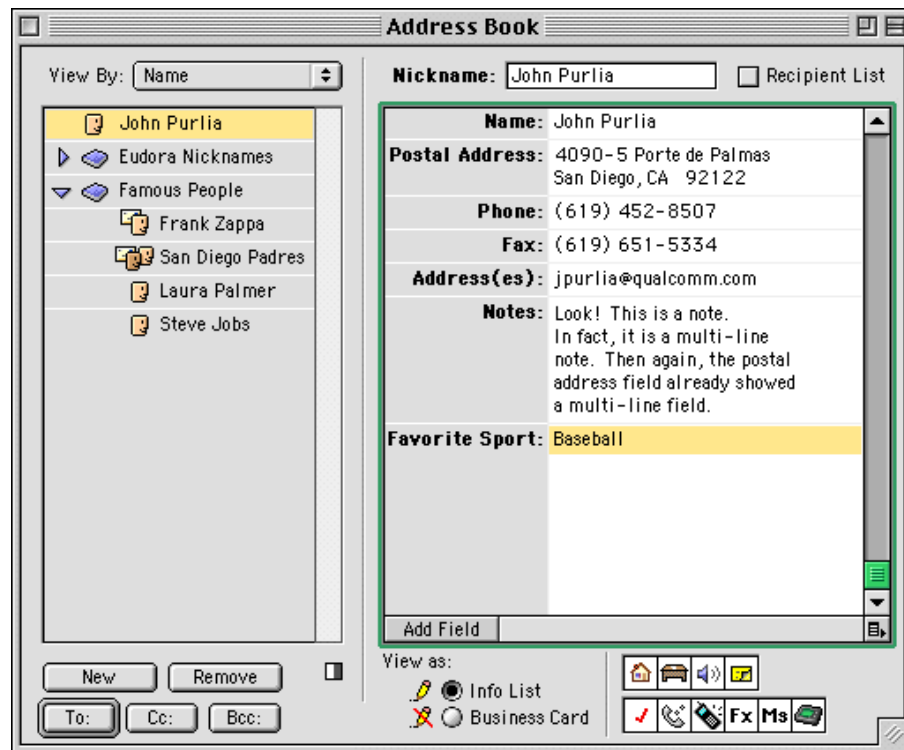 Address Book
View By: Name
Nickname: John Purlia Recipient List
John Purlia
Eudora Nicknames
Famous People
Frank Zappa
San Diego Padres
Laura Palmer
Steve Jobs
Name: John Purlia
Postal Address: 4090-5 Porte de Palmas
San Diego, CA 92122
Phone: (619) 452-8507
Fax: (619) 651-5334
Address(es): jpurlia@qualcomm.com
Notes: Look! This is a note.
In fact, it is a multi-line
note. Then again, the postal
address field already showed
a multi-line field.
Favorite Sport: Baseball
Add Field
New Remove
To: Cc: Bcc:
View as:
Info List
Business Card
Fx Ms